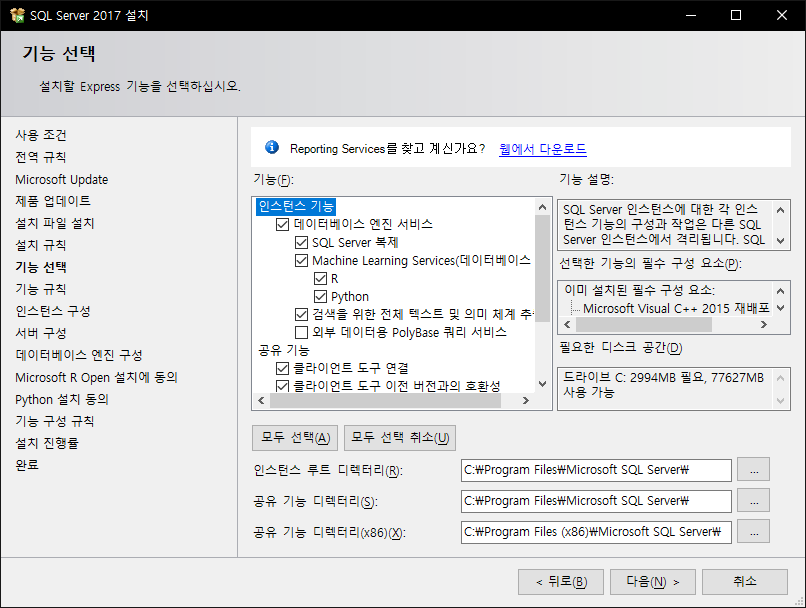 SQL Server 2017 설치
기능 선택
설치할 Express 기능을 선택하십시오.
사용 조건
전역 규칙
Microsoft Update
제품 업데이트
설치 파일 설치
설치 규칙
기능 선택
기능 규칙
인스턴스 구성
서버 구성
데이터베이스 엔진 구성
Microsoft R Open 설치에 동의
Python 설치 동의
기능 구성 규칙
설치 진행률
완료
Reporting Services를 찾고 계신가요? 웹에서 다운로드
기능(F):
인스턴스 기능
데이터베이스 엔진 서비스
SQL Server 복제
Machine Learning Services(데이터베이스
R
Python
검색을 위한 전체 텍스트 및 의미 체계 추
외부 데이터용 PolyBase 쿼리 서비스
공유 기능
클라이언트 도구 연결
클라이언트 도구 이전 버전과의 호환성
기능 설명:
SQL Server 인스턴스에 대한 각 인스
턴스 기능의 구성과 작업은 다른 SQL
Server 인스턴스에서 격리됩니다. SQL
선택한 기능의 필수 구성 요소(P):
이미 설치된 필수 구성 요소:
Microsoft Visual C++ 2015 재배포
필요한 디스크 공간(D)
드라이브 C: 2994MB 필요, 77627MB
사용 가능
모두 선택(A) 모두 선택 취소(U)
인스턴스 루트 디렉터리(R): C:₩Program Files₩Microsoft SQL Server₩ ...
공유 기능 디렉터리(S): C:₩Program Files₩Microsoft SQL Server₩ ...
공유 기능 디렉터리(x86)(X): C:₩Program Files (x86)₩Microsoft SQL Server₩ ...
< 뒤로(B) 다음(N) > 취소